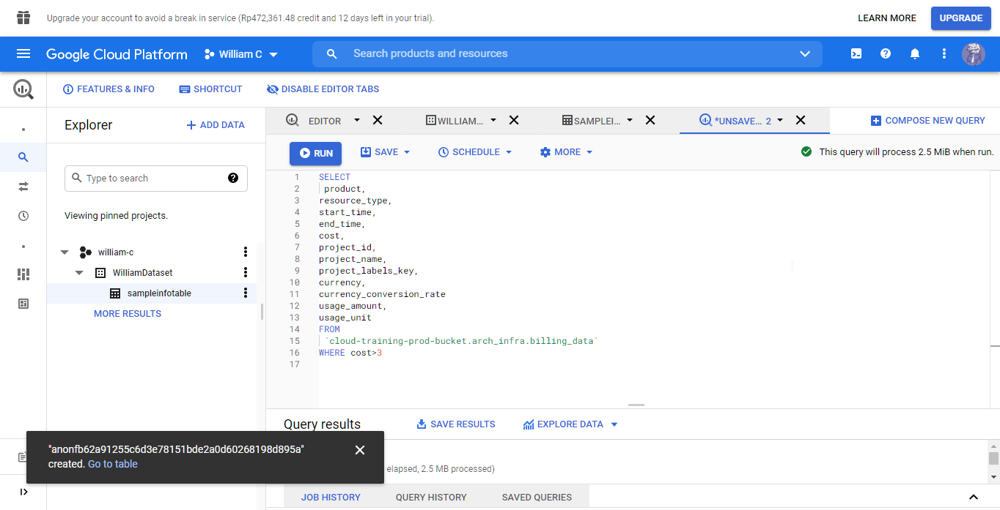 Upgrade your account to avoid a break in service (Rp472,361.48 credit and 12 days left in your trial).
LEARN MORE
UPGRADE
Google Cloud Platform
William C
Search products and resources
FEATURES & INFO
SHORTCUT
DISABLE EDITOR TABS
Explorer
+ ADD DATA
EDITOR
WILLIAM...
SAMPLEI...
*UNSAVE... 2
COMPOSE NEW QUERY
RUN
SAVE
SCHEDULE
MORE
This query will process 2.5 MiB when run.
Type to search
Viewing pinned projects.
william-c
WilliamDataset
sampleinfotable
MORE RESULTS
1 SELECT
2 product,
3 resource_type,
4 start_time,
5 end_time,
6 cost,
7 project_id,
8 project_name,
9 project_labels_key,
10 currency,
11 currency_conversion_rate
12 usage_amount,
13 usage_unit
14 FROM
15 `cloud-training-prod-bucket.arch_infra.billing_data`
16 WHERE cost>3
17
Query results
SAVE RESULTS
EXPLORE DATA
"anonfb62a91255c6d3e78151bde2a0d60268198d895a"
created. Go to table
elapsed, 2.5 MB processed)
JOB HISTORY
QUERY HISTORY
SAVED QUERIES